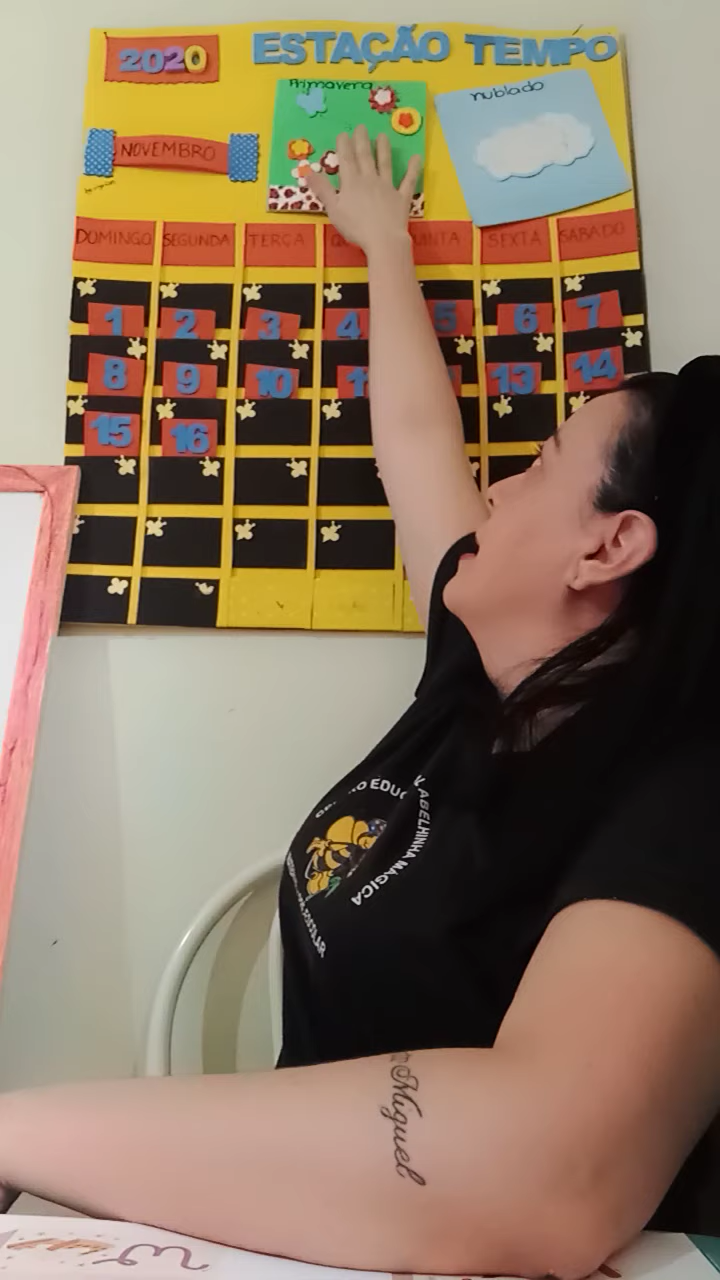 2020 ESTAÇÃO TEMPO
Primavera
nublado
NOVEMBRO
DOMINGO SEGUNDA TERÇA SEXTA SABADO
1 2 3 4 5 6 7
8 9 10 13 14
15 16
ABELHINHA MAGICA
Miguel